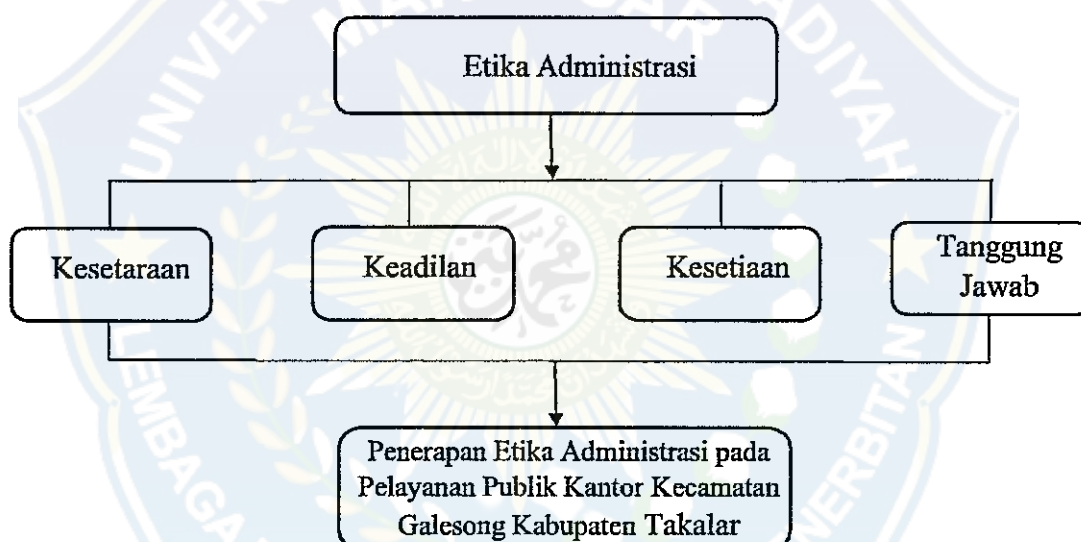 Etika Administrasi
Kesetaraan
Keadilan
Kesetiaan
Tanggung
Jawab
Penerapan Etika Administrasi pada
Pelayanan Publik Kantor Kecamatan
Galesong Kabupaten Takalar